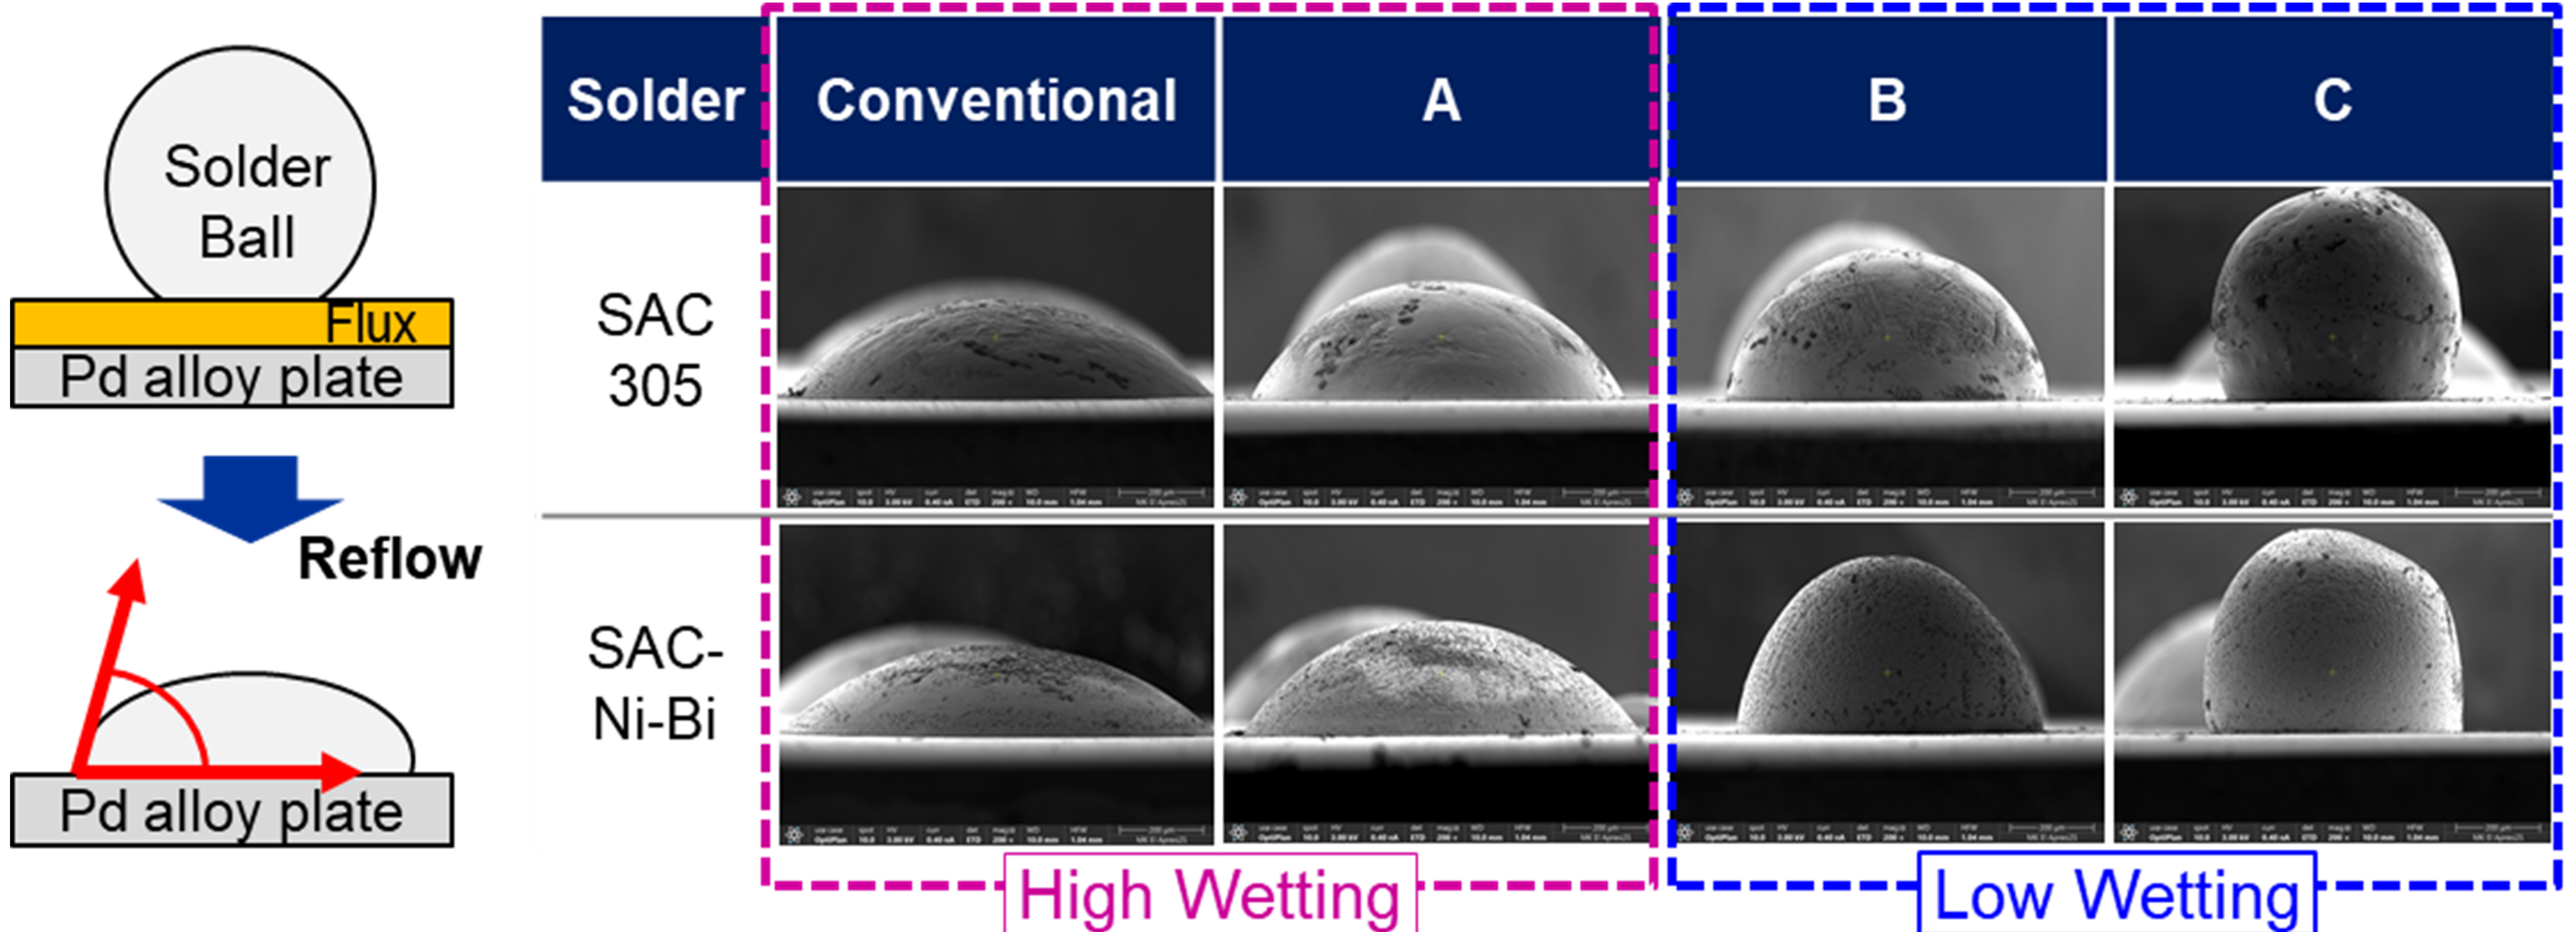 Solder
Ball
Flux
Pd alloy plate
Reflow
Pd alloy plate
Solder
Conventional
A
B
C
SAC
305
SAC-
Ni-Bi
High Wetting
Low Wetting